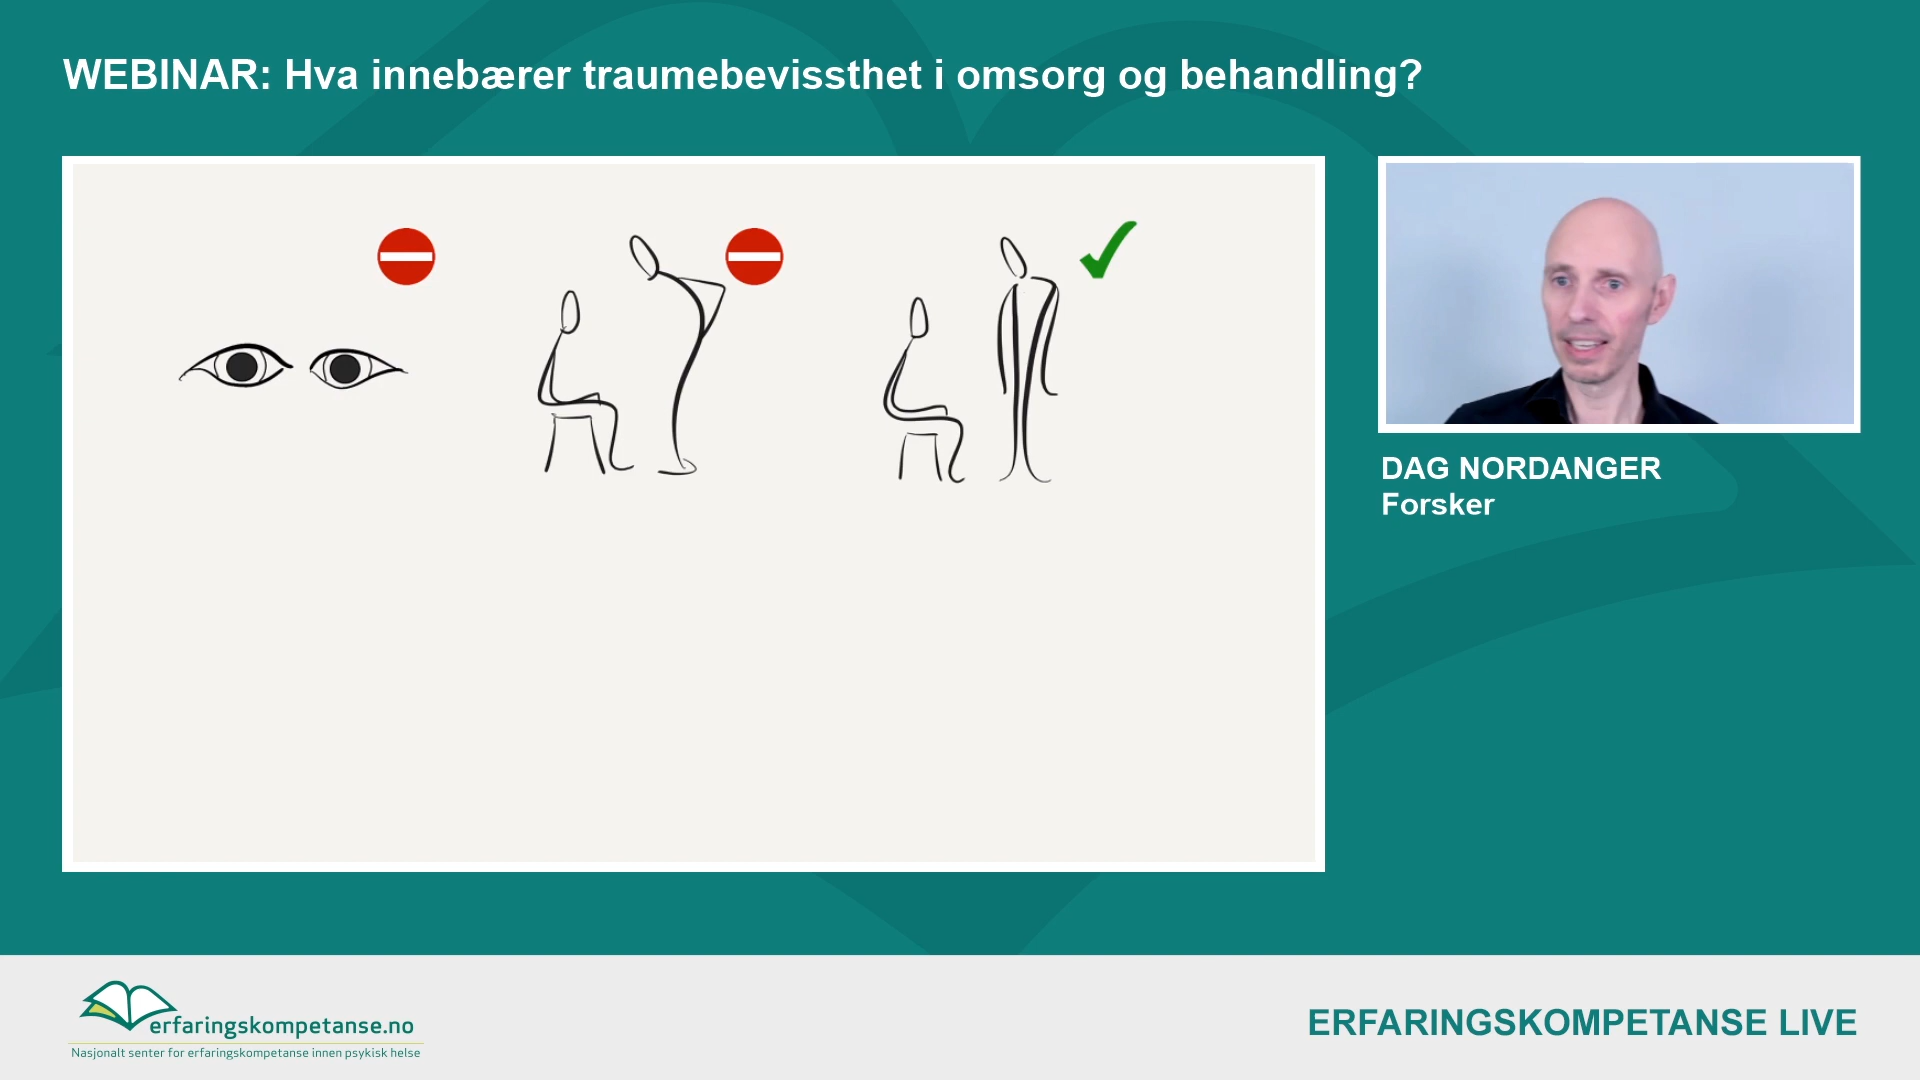 WEBINAR: Hva innebærer traumebevissthet i omsorg og behandling?
DAG NORDANGER
Forsker
erfaringskompetanse.no
Nasjonalt senter for erfaringskompetanse innen psykisk helse
ERFARINGSKOMPETANSE LIVE